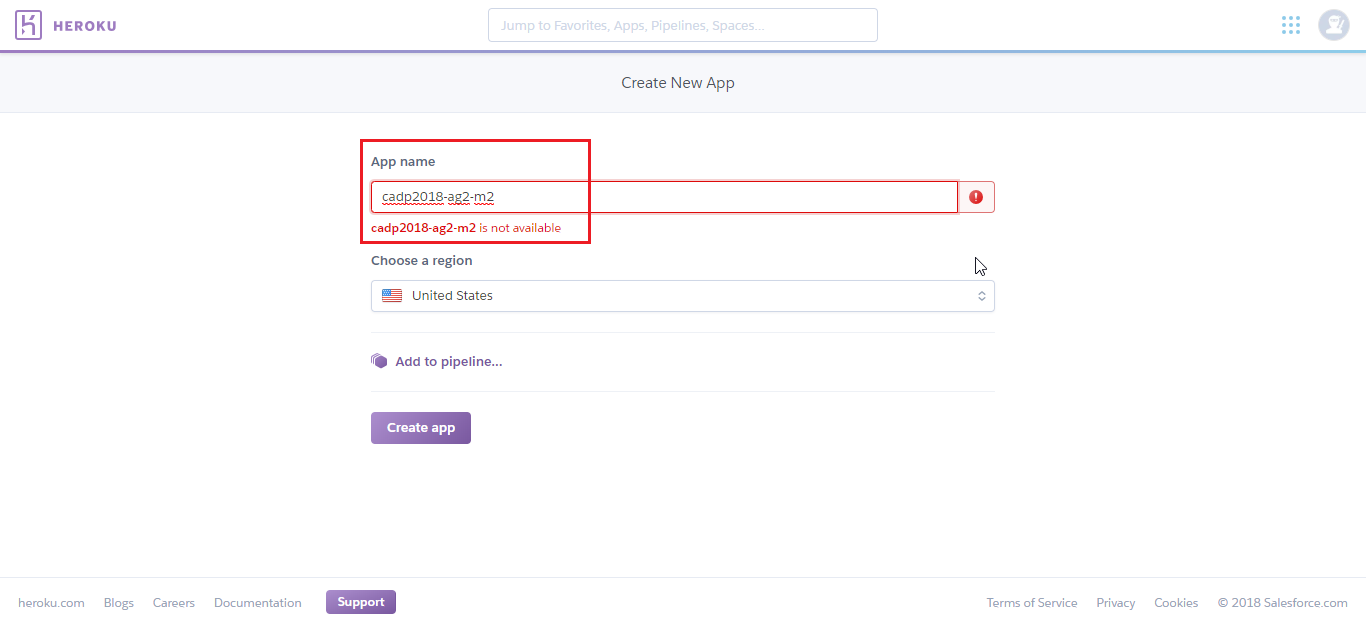 HEROKU
Jump to Favorites, Apps, Pipelines, Spaces...
Create New App
App name
cadp2018-ag2-m2
cadp2018-ag2-m2 is not available
Choose a region
United States
Add to pipeline...
Create app
heroku.com Blogs Careers Documentation Support Terms of Service Privacy Cookies © 2018 Salesforce.com